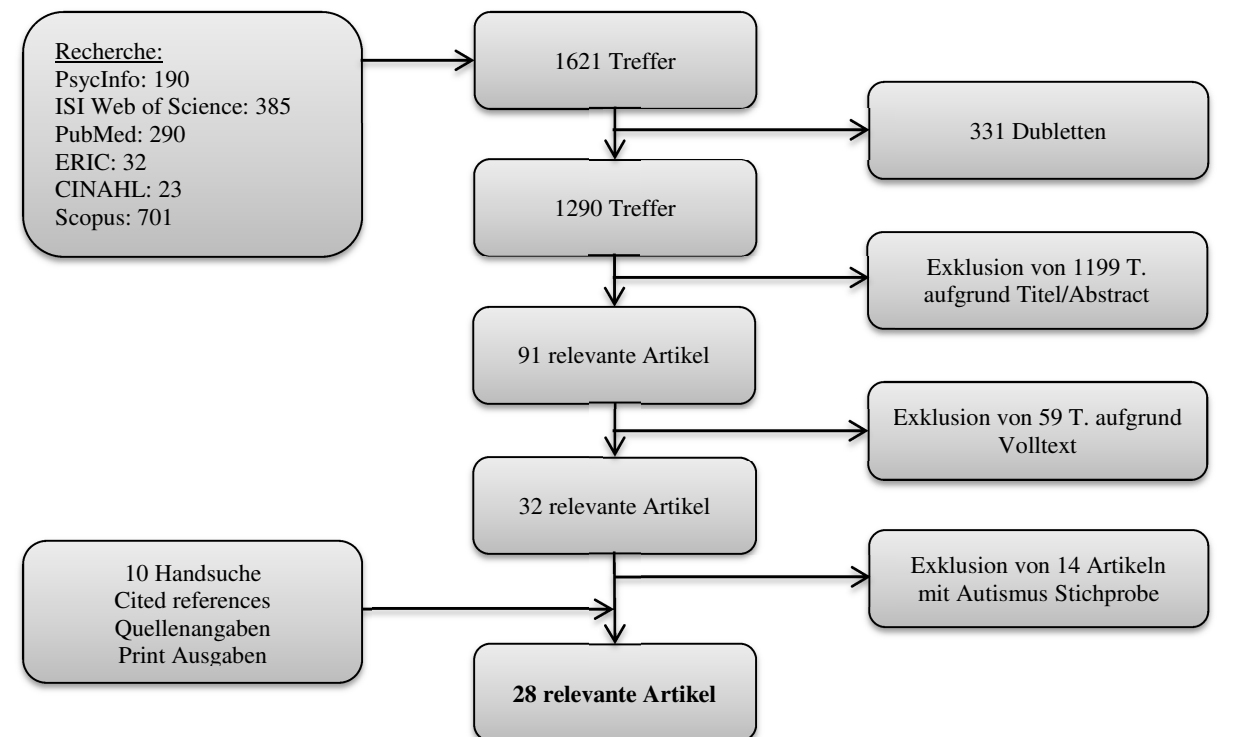 Recherche:
PsycInfo: 190
ISI Web of Science: 385
PubMed: 290
ERIC: 32
CINAHL: 23
Scopus: 701
1621 Treffer
331 Dubletten
1290 Treffer
Exklusion von 1199 T.
aufgrund Titel/Abstract
91 relevante Artikel
Exklusion von 59 T. aufgrund
Volltext
32 relevante Artikel
Exklusion von 14 Artikeln
mit Autismus Stichprobe
10 Handsuche
Cited references
Quellenangaben
Print Ausgaben
28 relevante Artikel